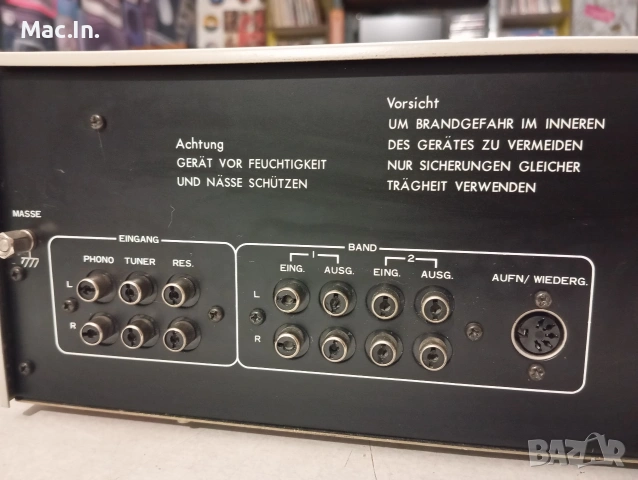 Mac.In.
Vorsicht
UM BRANDGEFAHR IM INNEREN
DES GERÄTES ZU VERMEIDEN
NUR SICHERUNGEN GLEICHER
TRÄGHEIT VERWENDEN
Achtung
GERÄT VOR FEUCHTIGKEIT
UND NÄSSE SCHÜTZEN
MASSE
EINGANG
PHONO TUNER RES.
L
R
BAND
1 2
EING. AUSG. EING. AUSG.
L
R
AUFN/ WIEDERG.
BAZAR